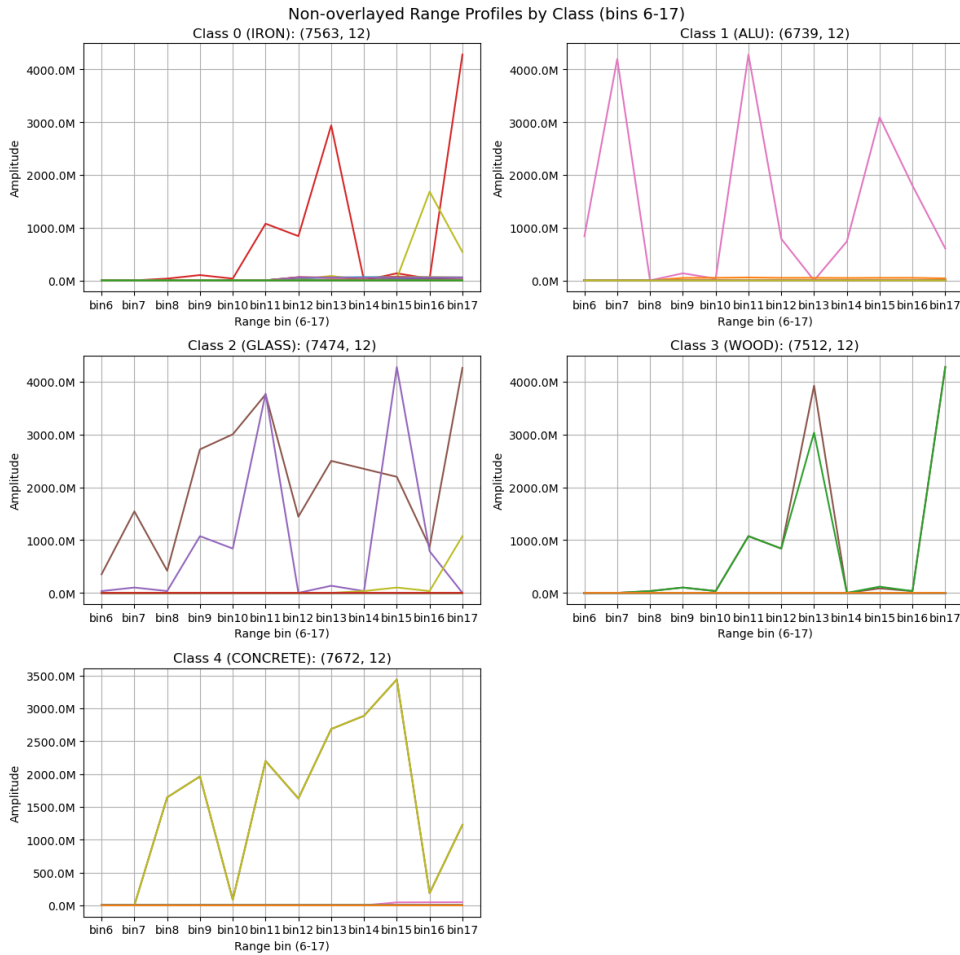 Non-overlayed Range Profiles by Class (bins 6-17)
Class 0 (IRON): (7563, 12)
4000.0M
3000.0M
2000.0M
1000.0M
0.0M
Amplitude
bin6 bin7 bin8 bin9 bin10 bin11 bin12 bin13 bin14 bin15 bin16 bin17
Range bin (6-17)
Class 1 (ALU): (6739, 12)
4000.0M
3000.0M
2000.0M
1000.0M
0.0M
Amplitude
bin6 bin7 bin8 bin9 bin10 bin11 bin12 bin13 bin14 bin15 bin16 bin17
Range bin (6-17)
Class 2 (GLASS): (7474, 12)
4000.0M
3000.0M
2000.0M
1000.0M
0.0M
Amplitude
bin6 bin7 bin8 bin9 bin10 bin11 bin12 bin13 bin14 bin15 bin16 bin17
Range bin (6-17)
Class 3 (WOOD): (7512, 12)
4000.0M
3000.0M
2000.0M
1000.0M
0.0M
Amplitude
bin6 bin7 bin8 bin9 bin10 bin11 bin12 bin13 bin14 bin15 bin16 bin17
Range bin (6-17)
Class 4 (CONCRETE): (7672, 12)
3500.0M
3000.0M
2500.0M
2000.0M
1500.0M
1000.0M
500.0M
0.0M
Amplitude
bin6 bin7 bin8 bin9 bin10 bin11 bin12 bin13 bin14 bin15 bin16 bin17
Range bin (6-17)